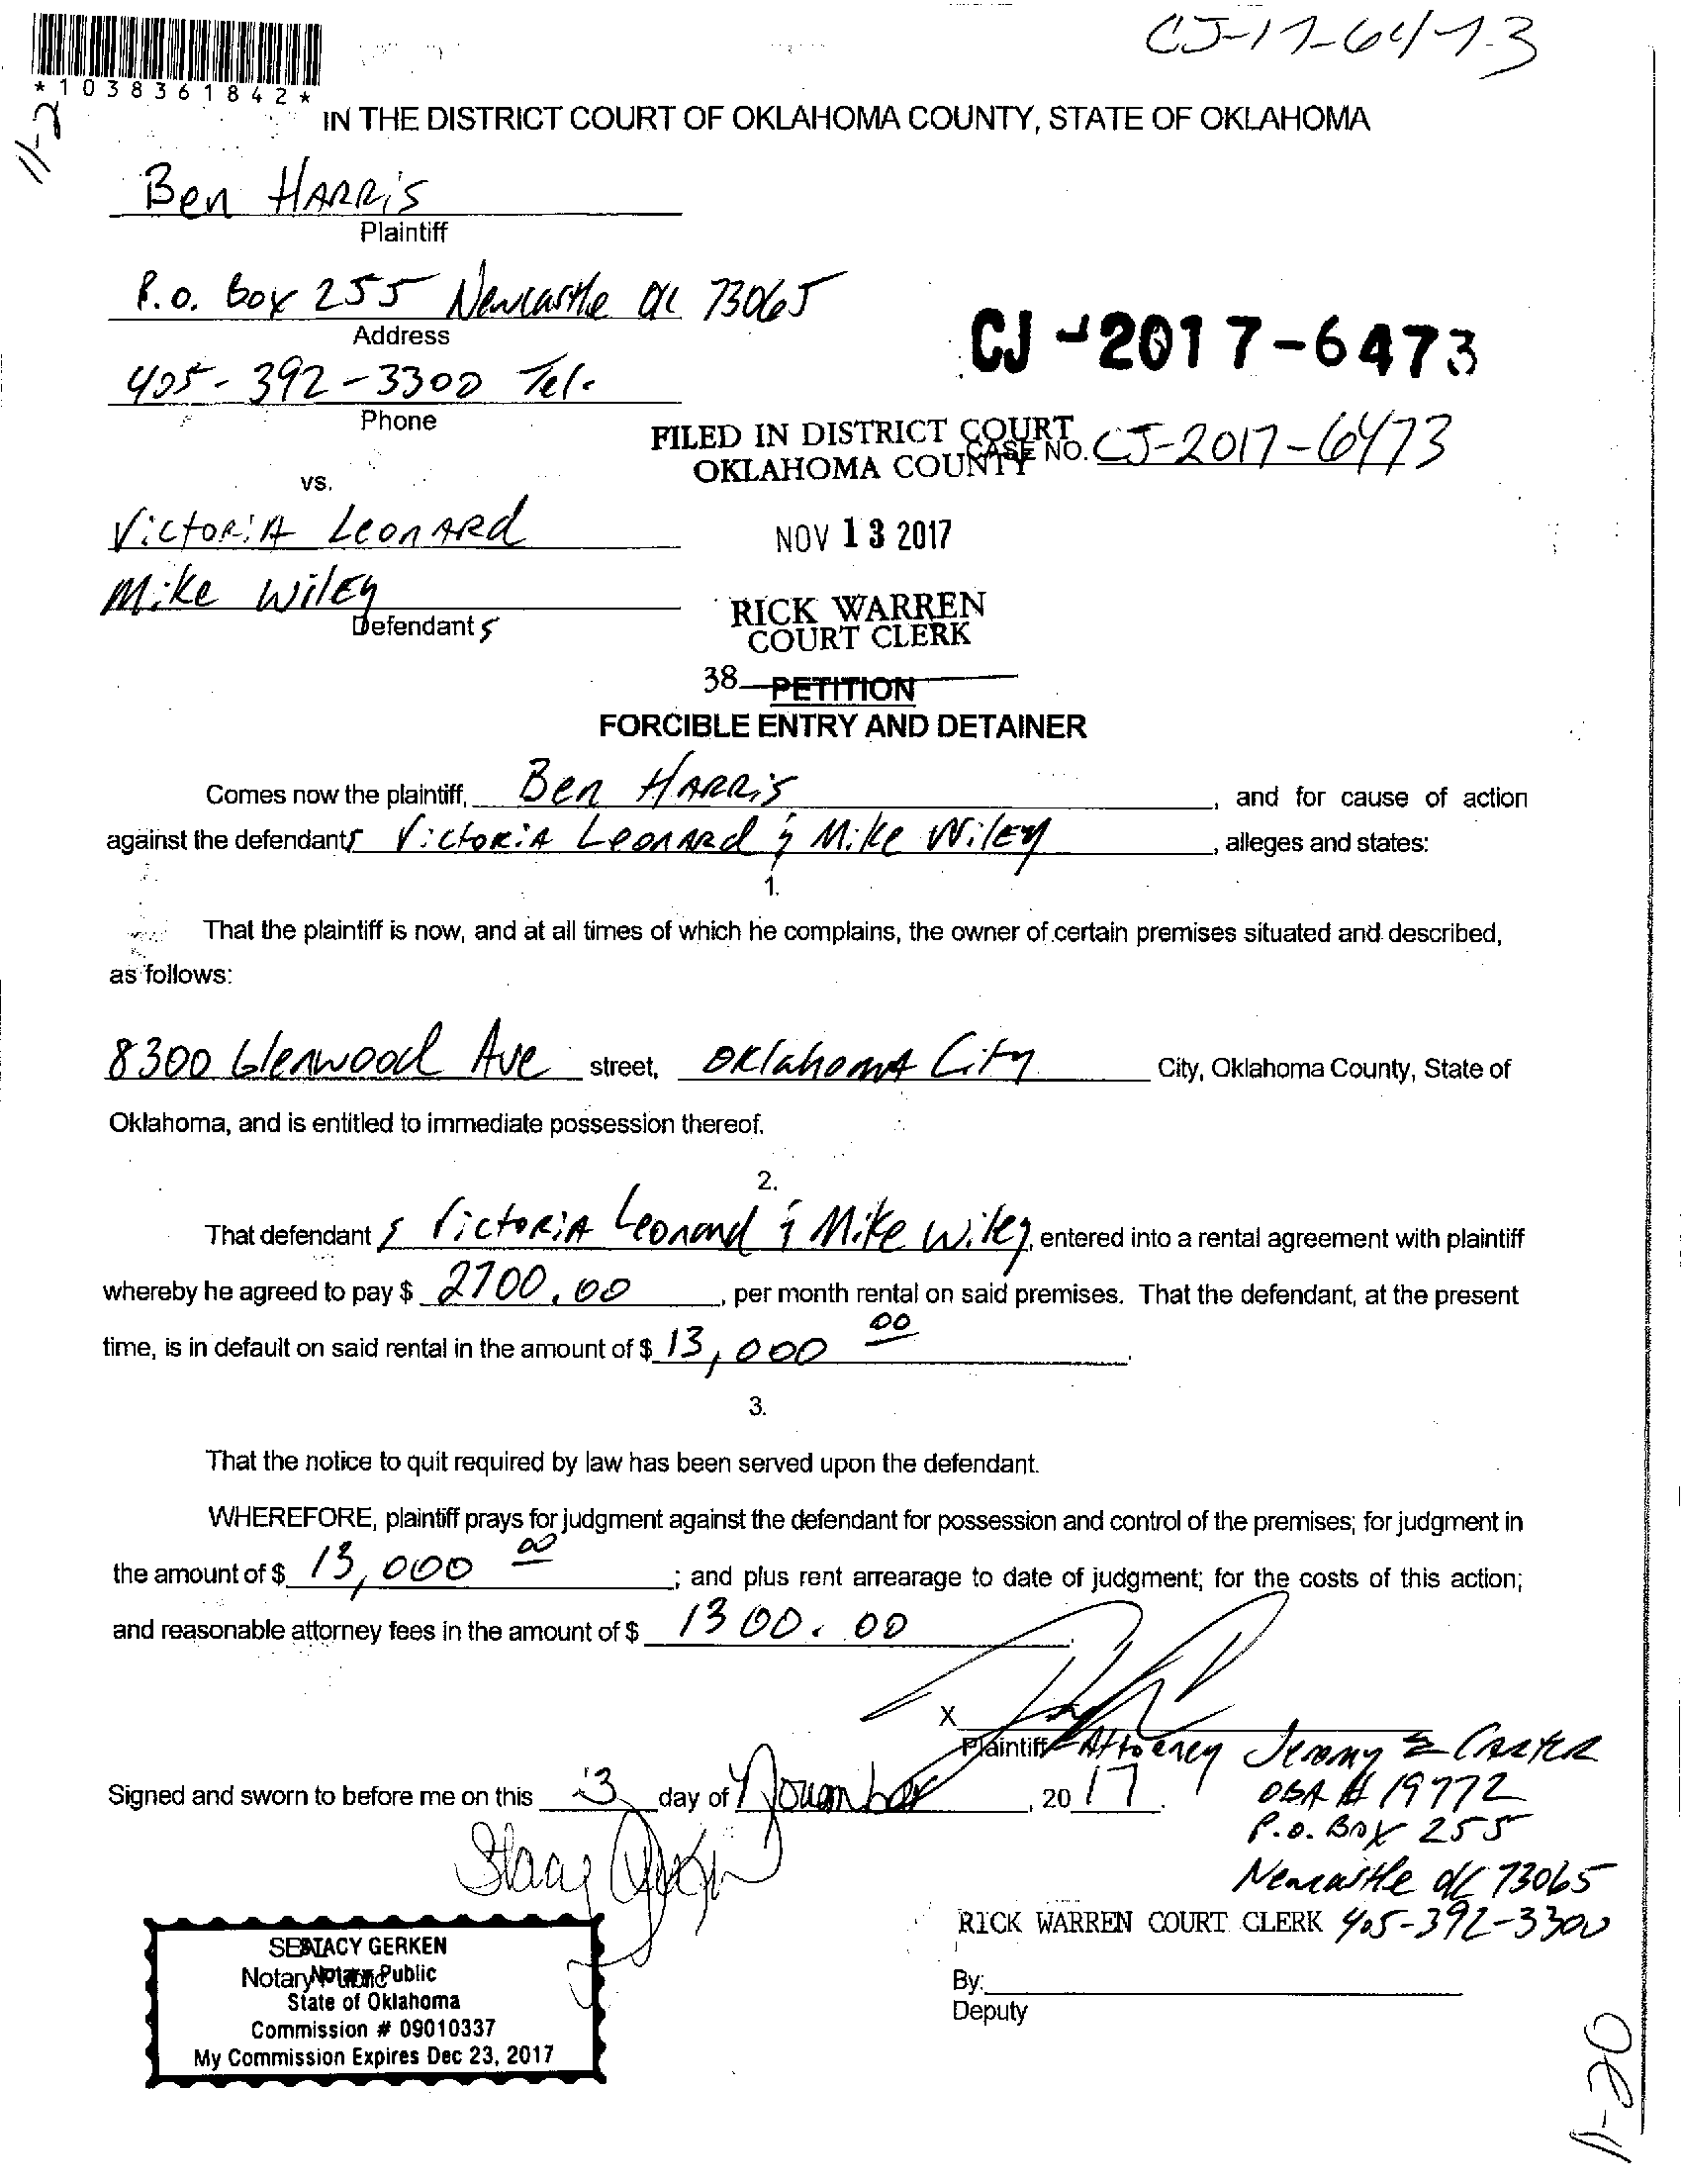 CJ-17-6473
*1038361842*
IN THE DISTRICT COURT OF OKLAHOMA COUNTY, STATE OF OKLAHOMA
Ben HARRiS
Plaintiff
P.O. Box 255 Newcastle OK 73065
Address
CJ-2017-6473
405-392-3300 Tel.
Phone
FILED IN DISTRICT COURT
OKLAHOMA COUNTY
CASE NO. CJ-2017-6473
vs.
VictoRiA LeonARd
NOV 13 2017
Mike WilEy
Defendants
RICK WARREN
COURT CLERK
38
PETITION
FORCIBLE ENTRY AND DETAINER
Comes now the plaintiff, Ben HARRiS, and for cause of action
against the defendants VictoRiA LeonARd & Mike WilEy, alleges and states:
1.
That the plaintiff is now, and at all times of which he complains, the owner of certain premises situated and described,
as follows:
8300 Glenwood Ave street, OKlahomA City City, Oklahoma County, State of
Oklahoma, and is entitled to immediate possession thereof.
2.
That defendant s VictoRiA Leonard & Mike Wiley, entered into a rental agreement with plaintiff
whereby he agreed to pay $ 2700.00, per month rental on said premises. That the defendant, at the present
time, is in default on said rental in the amount of $ 13,000 00.
3.
That the notice to quit required by law has been served upon the defendant.
WHEREFORE, plaintiff prays for judgment against the defendant for possession and control of the premises; for judgment in
the amount of $ 13,000 00; and plus rent arrearage to date of judgment; for the costs of this action;
and reasonable attorney fees in the amount of $ 1300.00
X
Plaintiff Attorney Jeremy E CARTER
Signed and sworn to before me on this 13 day of November, 2017.
OBA # 19772
P.O. Box 255
Newcastle OK 73065
Stacy Gerken
RICK WARREN COURT CLERK 405-392-3300
STACY GERKEN
Notary Public
State of Oklahoma
Commission # 09010337
My Commission Expires Dec 23, 2017
By:
Deputy
11-20